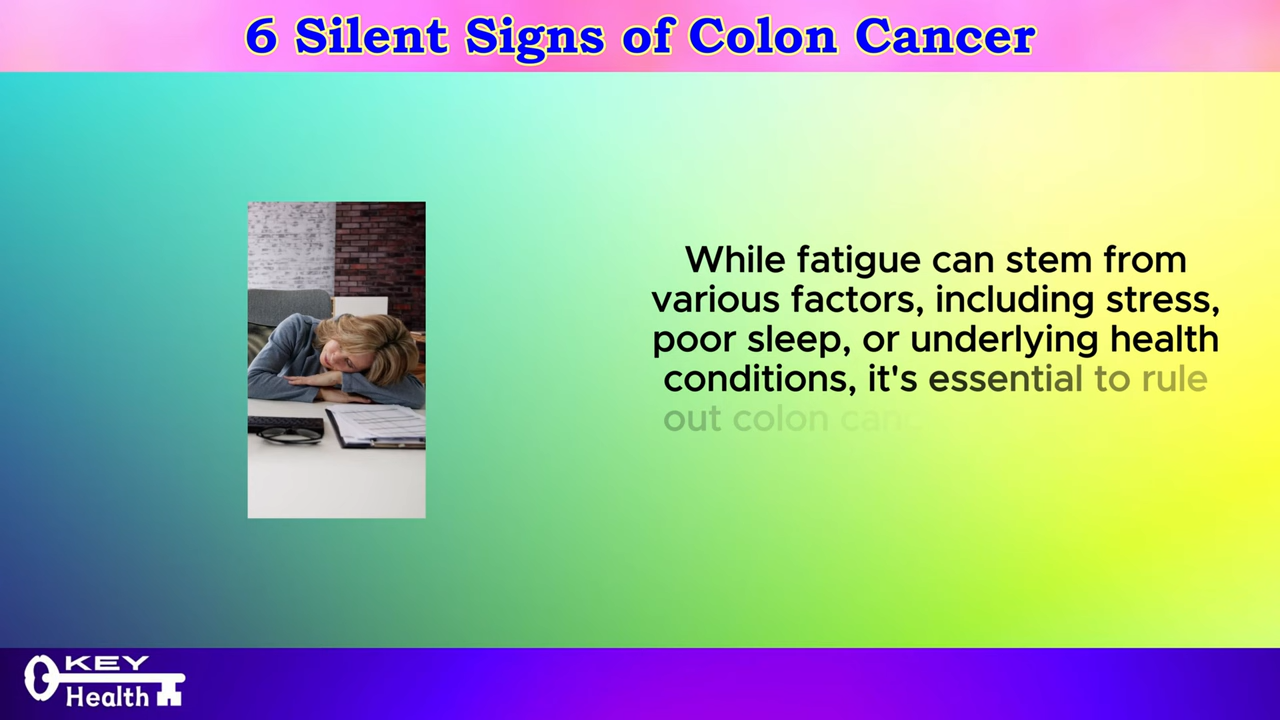 6 Silent Signs of Colon Cancer
While fatigue can stem from
various factors, including stress,
poor sleep, or underlying health
conditions, it's essential to rule
out colon
KEY
Health